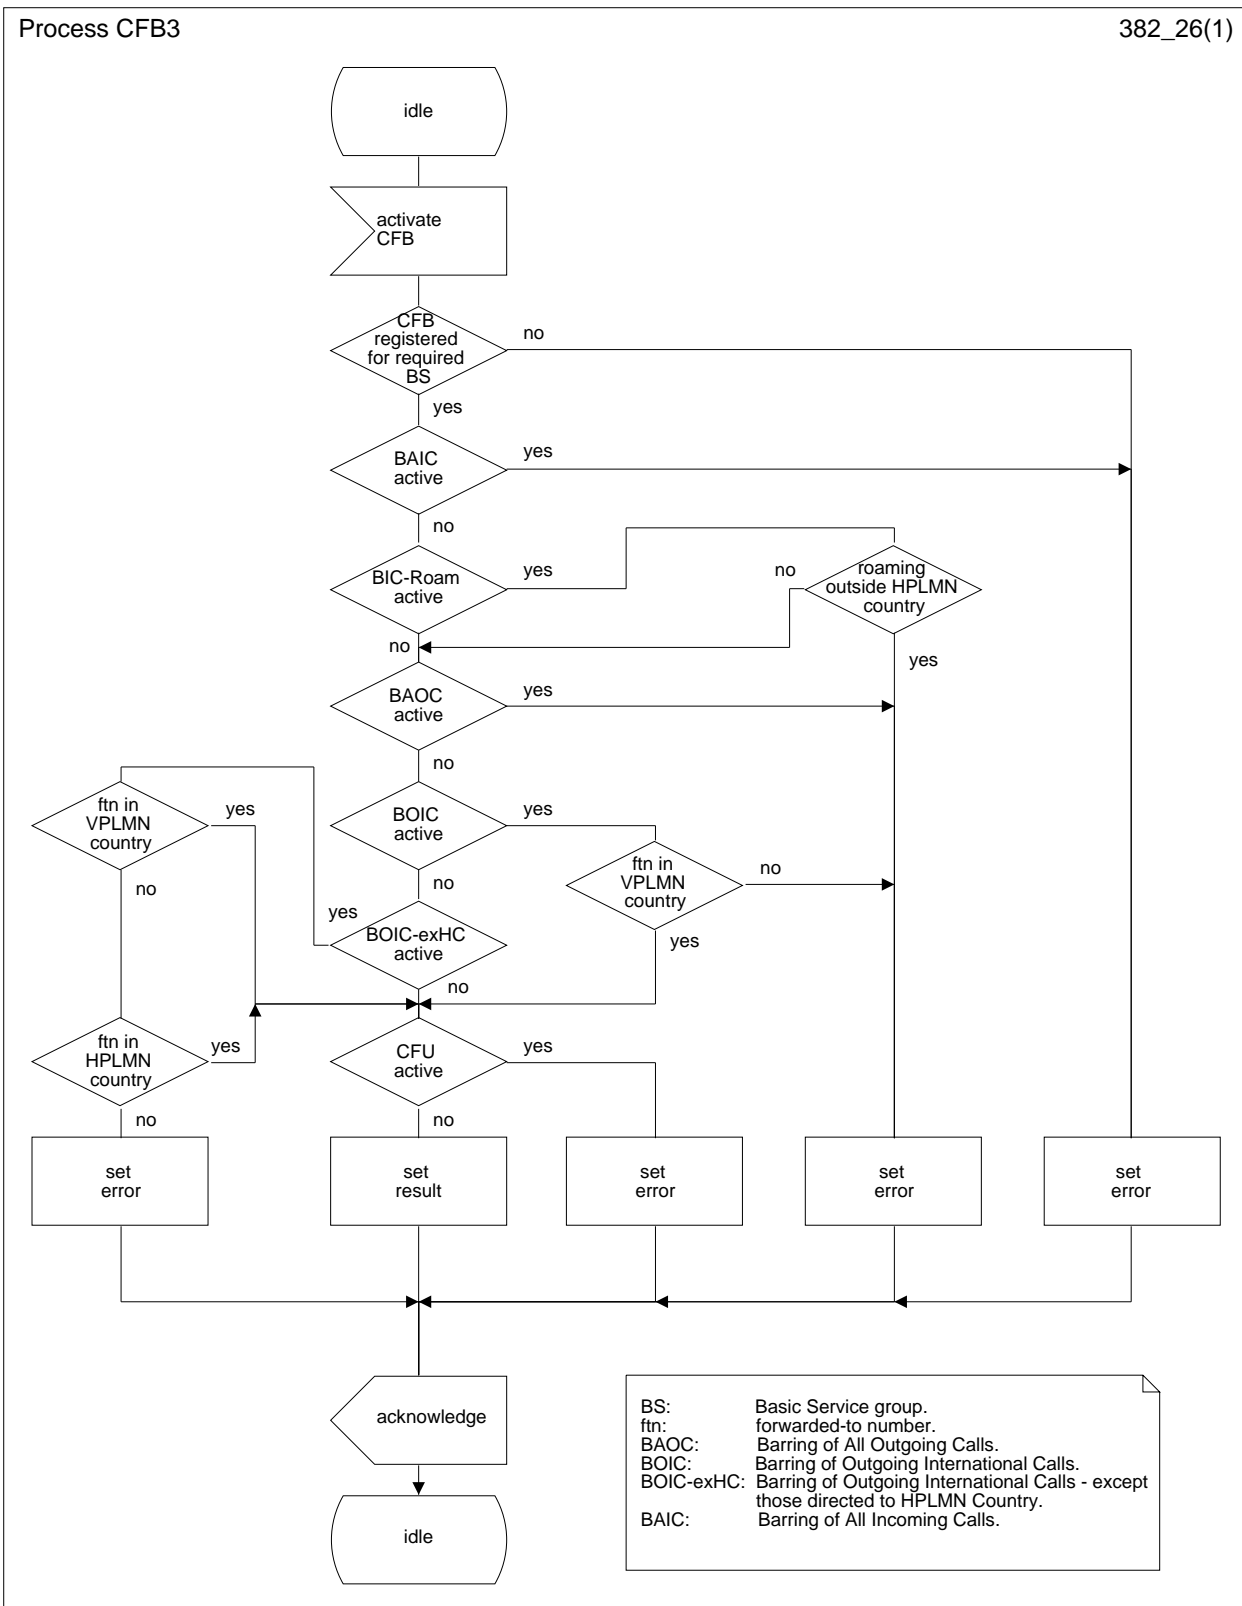 Process CFB3
382_26(1)
idle
activate
CFB
CFB
registered
for required
BS
no
yes
BAIC
active
yes
no
BIC-Roam
active
yes
no
roaming
outside HPLMN
country
no
yes
BAOC
active
yes
no
ftn in
VPLMN
country
yes
no
BOIC
active
yes
no
ftn in
VPLMN
country
no
yes
yes
BOIC-exHC
active
no
ftn in
HPLMN
country
yes
no
CFU
active
yes
no
set
error
set
result
set
error
set
error
set
error
acknowledge
idle
BS: Basic Service group.
ftn: forwarded-to number.
BAOC: Barring of All Outgoing Calls.
BOIC: Barring of Outgoing International Calls.
BOIC-exHC: Barring of Outgoing International Calls - except
those directed to HPLMN Country.
BAIC: Barring of All Incoming Calls.